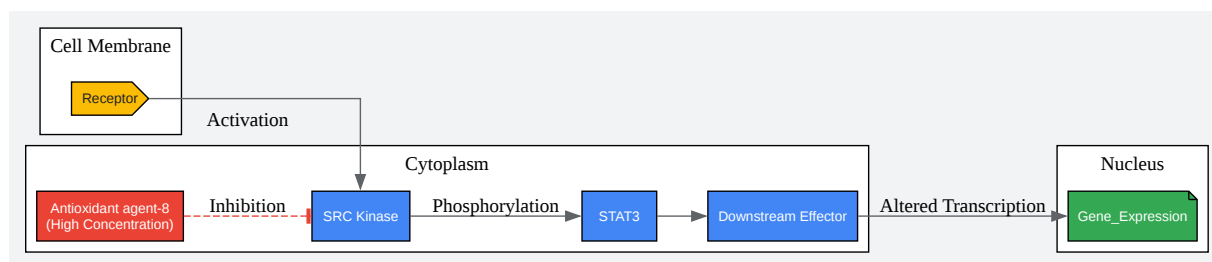 Cell Membrane
Receptor
Activation
Cytoplasm
Nucleus
Antioxidant agent-8
(High Concentration)
Inhibition
SRC Kinase
Phosphorylation
STAT3
Downstream Effector
Altered Transcription
Gene_Expression